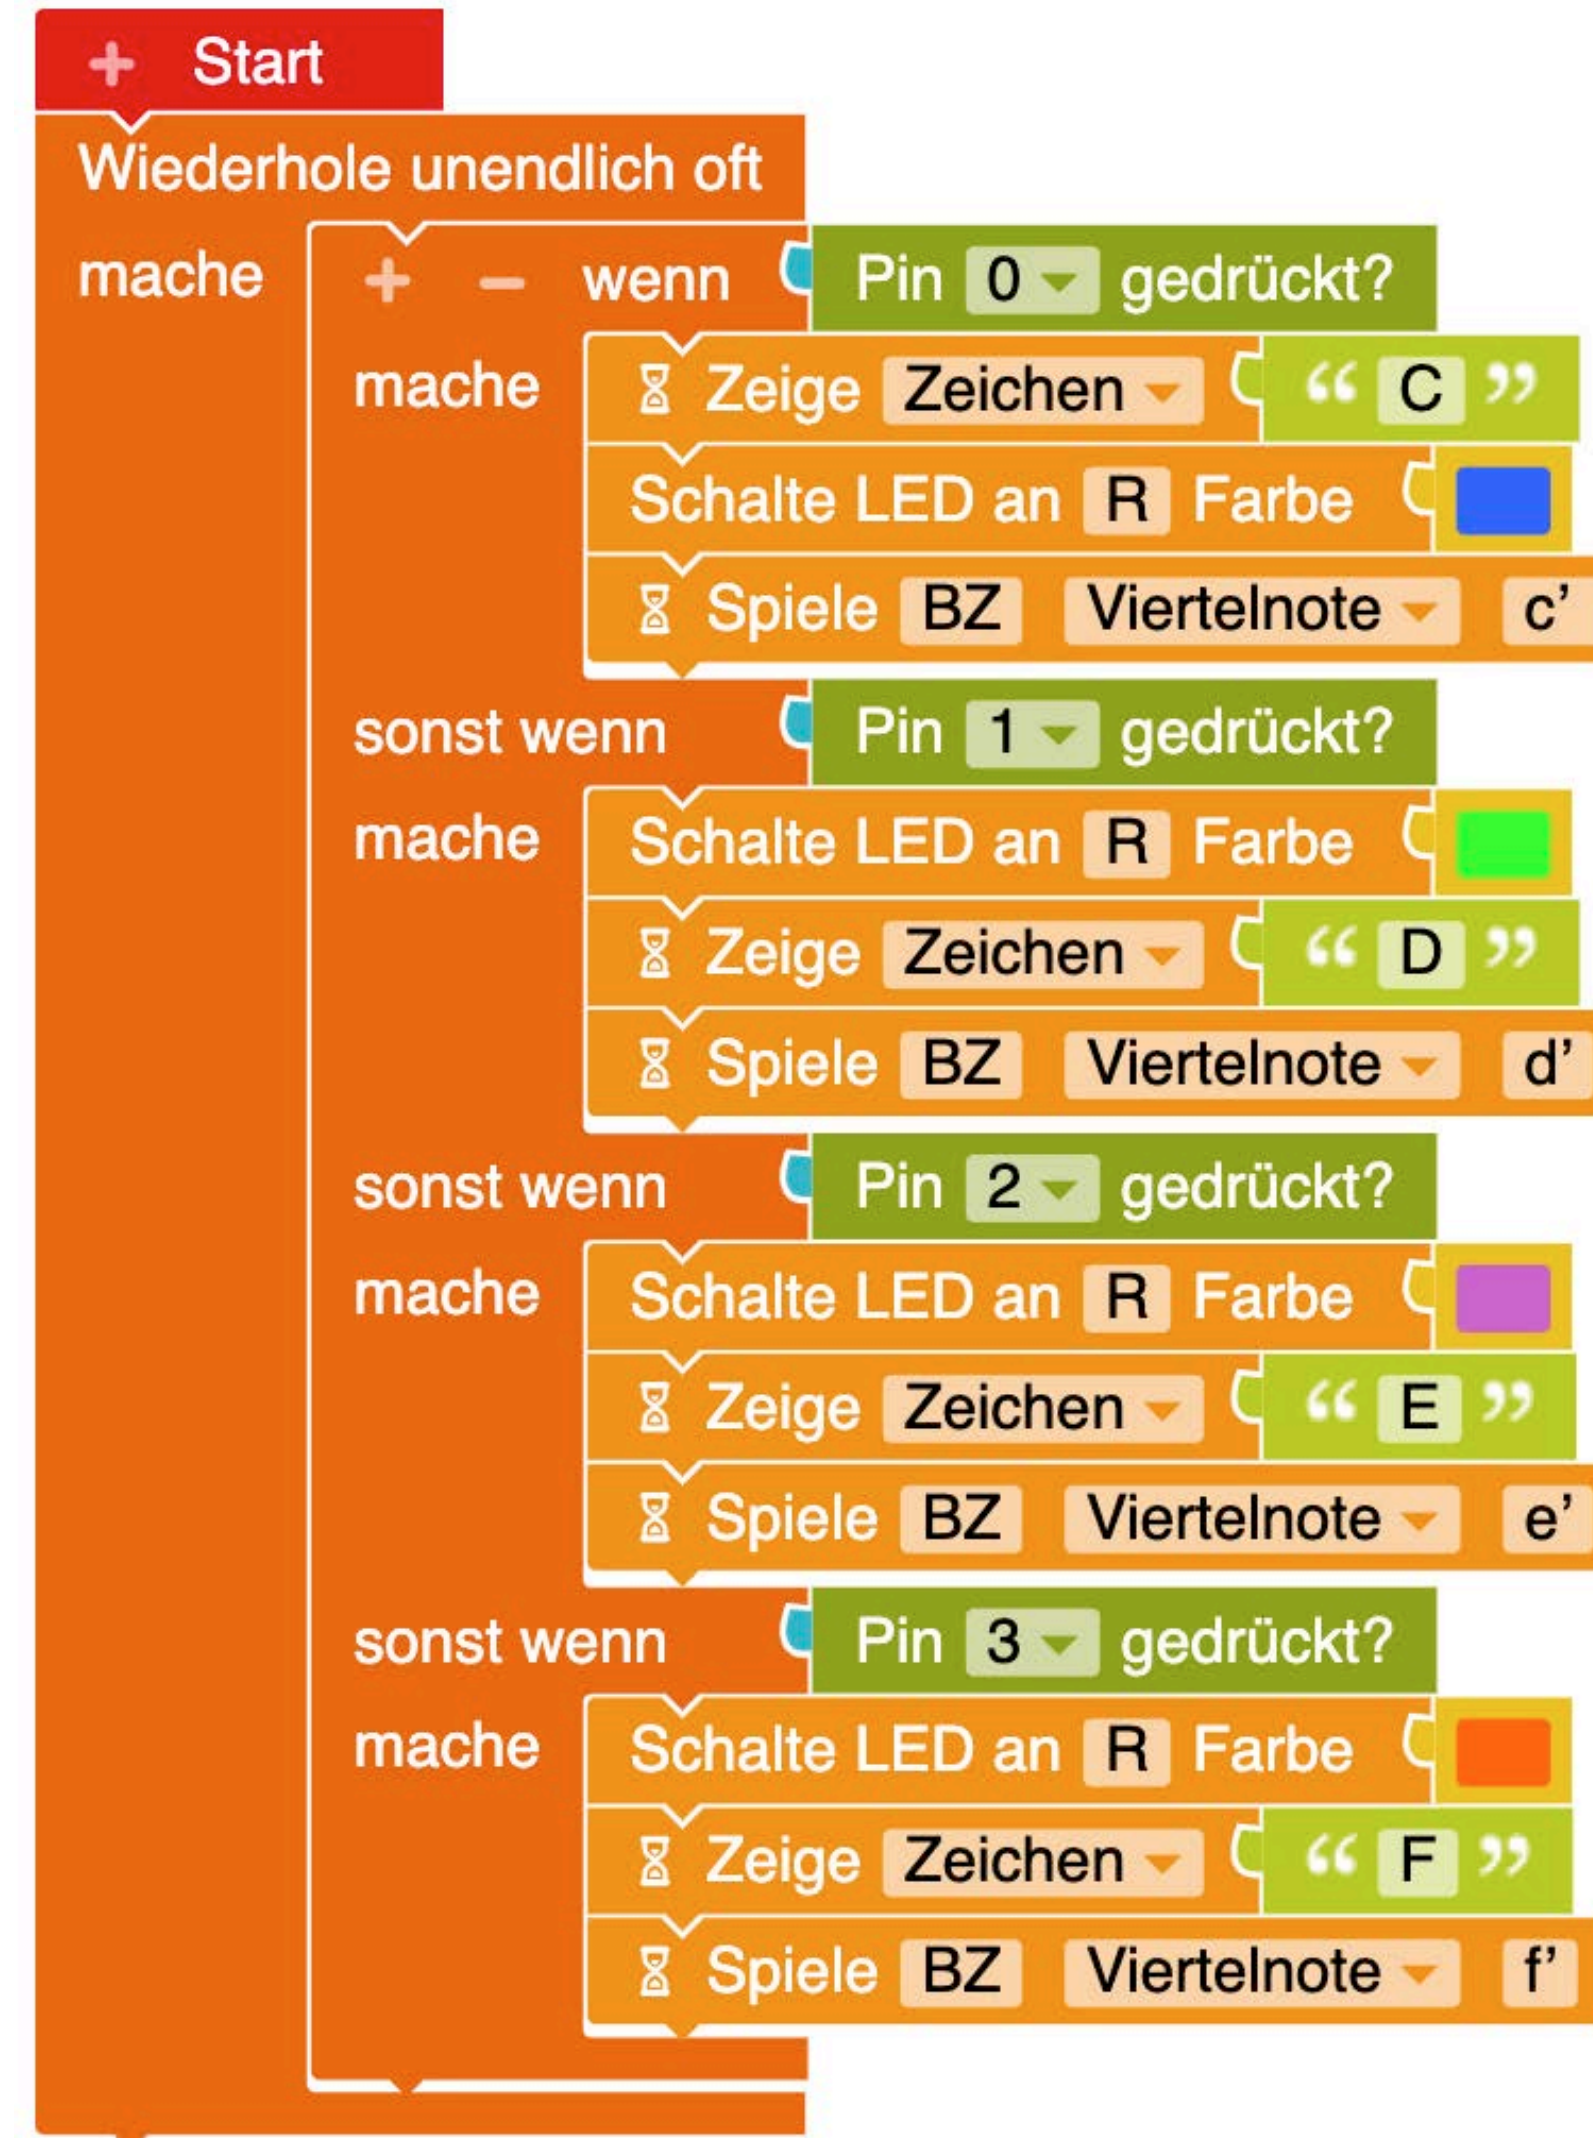 + Start
Wiederhole unendlich oft
mache + - wenn Pin 0 gedrückt?
mache Zeige Zeichen “ C ”
Schalte LED an R Farbe
Spiele BZ Viertelnote c’
sonst wenn Pin 1 gedrückt?
mache Schalte LED an R Farbe
Zeige Zeichen “ D ”
Spiele BZ Viertelnote d’
sonst wenn Pin 2 gedrückt?
mache Schalte LED an R Farbe
Zeige Zeichen “ E ”
Spiele BZ Viertelnote e’
sonst wenn Pin 3 gedrückt?
mache Schalte LED an R Farbe
Zeige Zeichen “ F ”
Spiele BZ Viertelnote f’